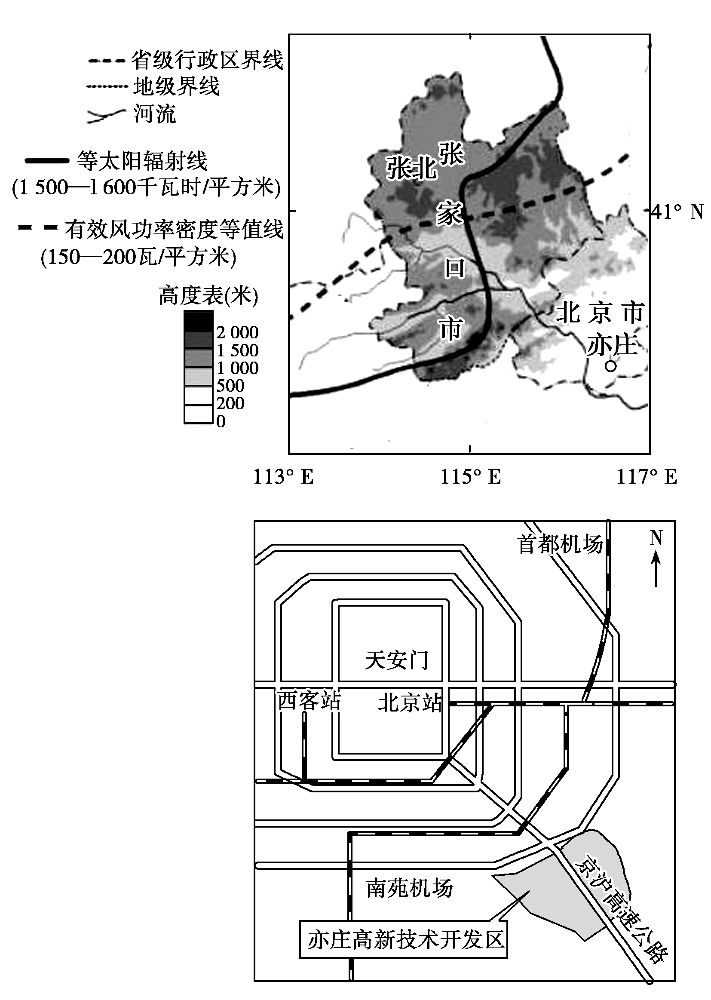 省级行政区界线
地级界线
河流
等太阳辐射线
(1 500—1 600千瓦时/平方米)
有效风功率密度等值线
(150—200瓦/平方米)
高度表(米)
2 000
1 500
1 000
500
200
0
张北
张
家
口
市
北京市
亦庄
41° N
113° E
115° E
117° E
首都机场
N
天安门
西客站
北京站
南苑机场
京沪高速公路
亦庄高新技术开发区